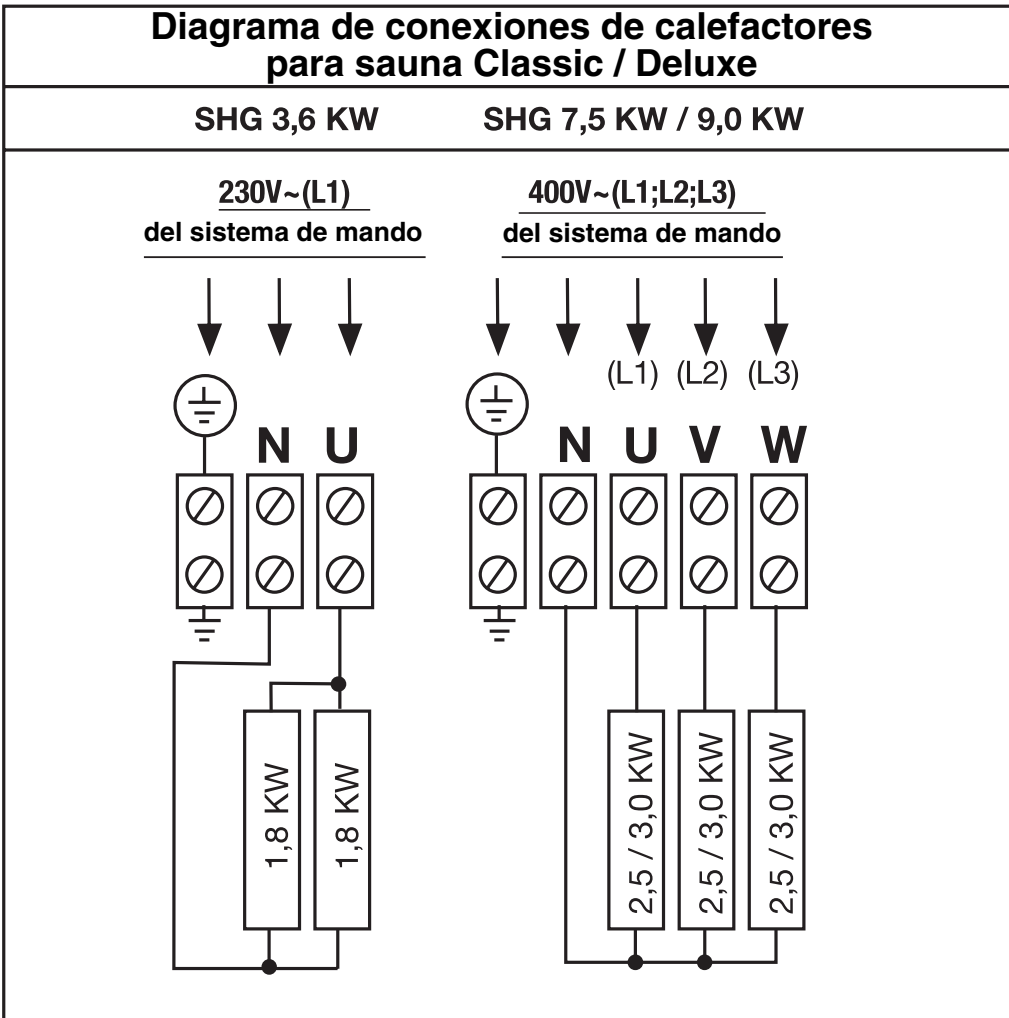 Diagrama de conexiones de calefactores
para sauna Classic / Deluxe
SHG 3,6 KW
SHG 7,5 KW / 9,0 KW
230V~(L1)
del sistema de mando
N U
1,8 KW
1,8 KW
400V~(L1;L2;L3)
del sistema de mando
(L1) (L2) (L3)
N U V W
2,5 / 3,0 KW
2,5 / 3,0 KW
2,5 / 3,0 KW